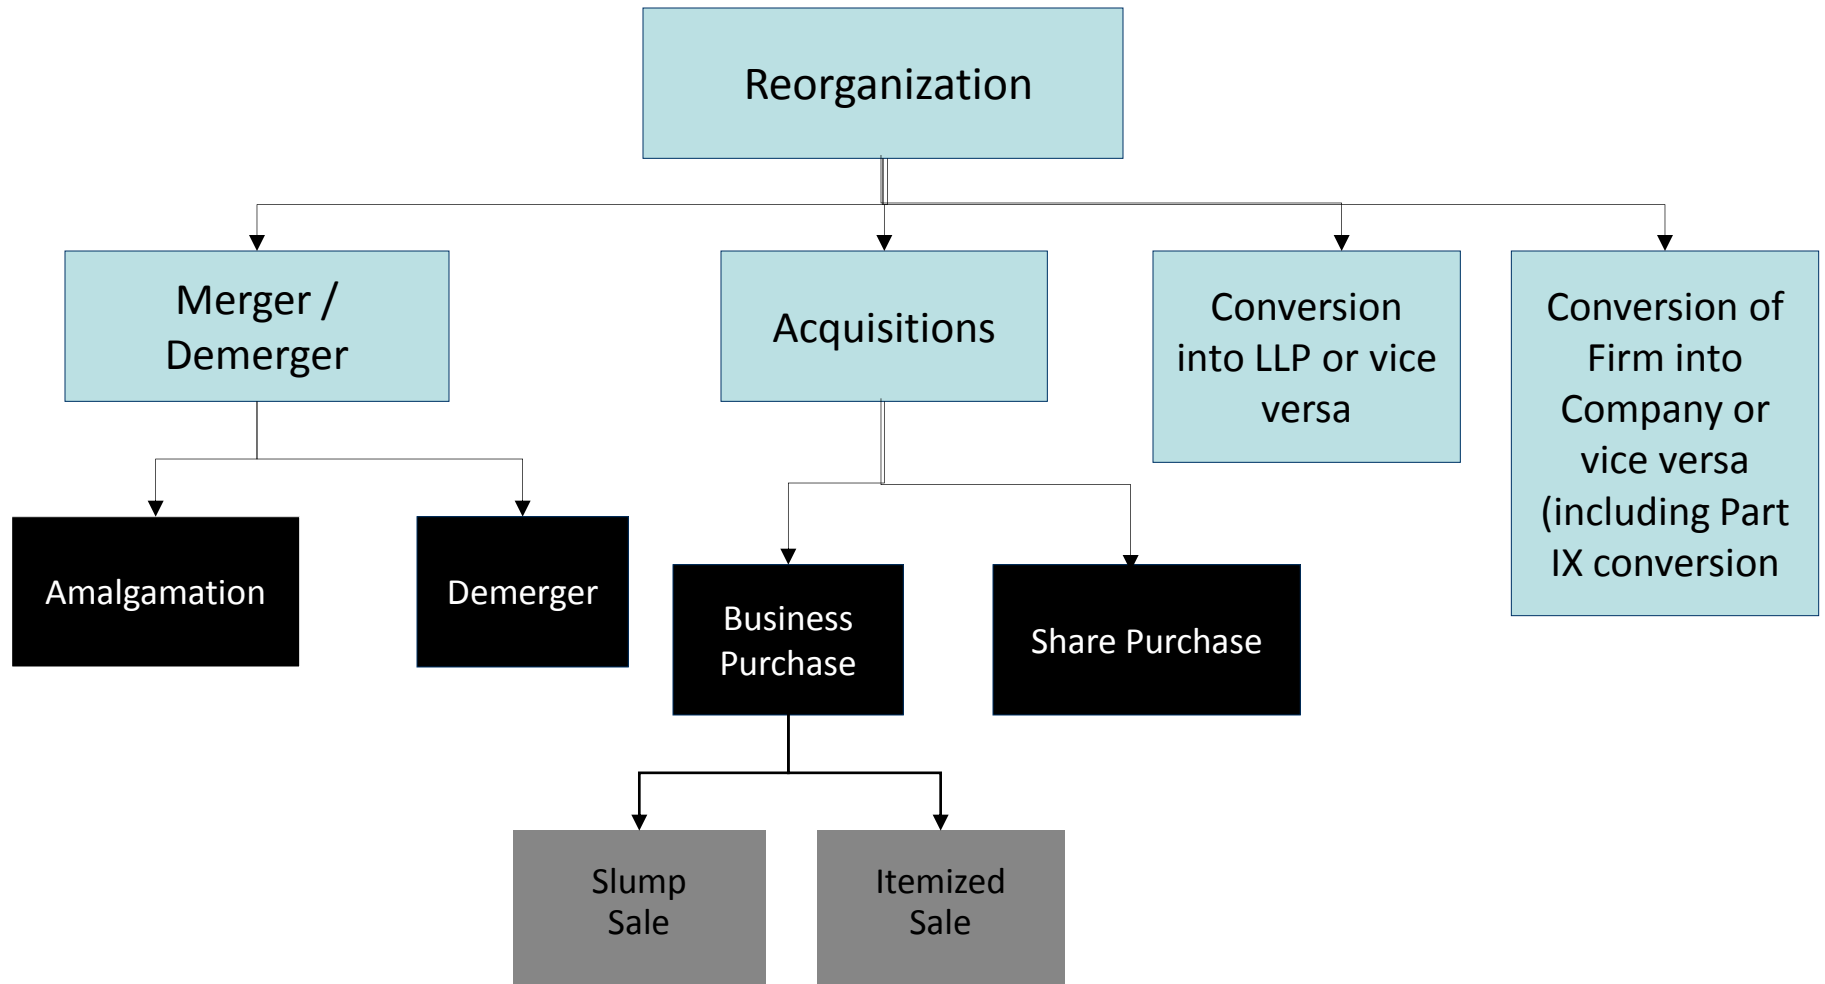 Reorganization
Merger /
Demerger
Acquisitions
Conversion
into LLP or vice
versa
Conversion of
Firm into
Company or
vice versa
(including Part
IX conversion
Amalgamation
Demerger
Business
Purchase
Share Purchase
Slump
Sale
Itemized
Sale